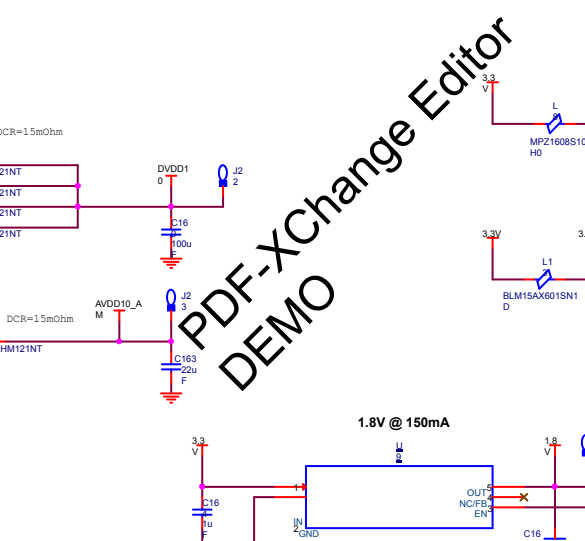 3.3
V
L
8
MPZ1608S10
H0
DCR=15mOhm
21NT
21NT
21NT
21NT
DVDD1
0
J2
2
C16
100u
F
PDF-XChange Editor
DEMO
3.3V
3.
L1
BLM15AX601SN1
D
AVDD10_A
M
J2
3
DCR=15mOhm
HM121NT
C163
22u
F
1.8V @ 150mA
3.3
V
U
9
1.8
V
1
IN
2
GND
OUT
5
NC/FB
4
EN
3
C16
1u
F
C16